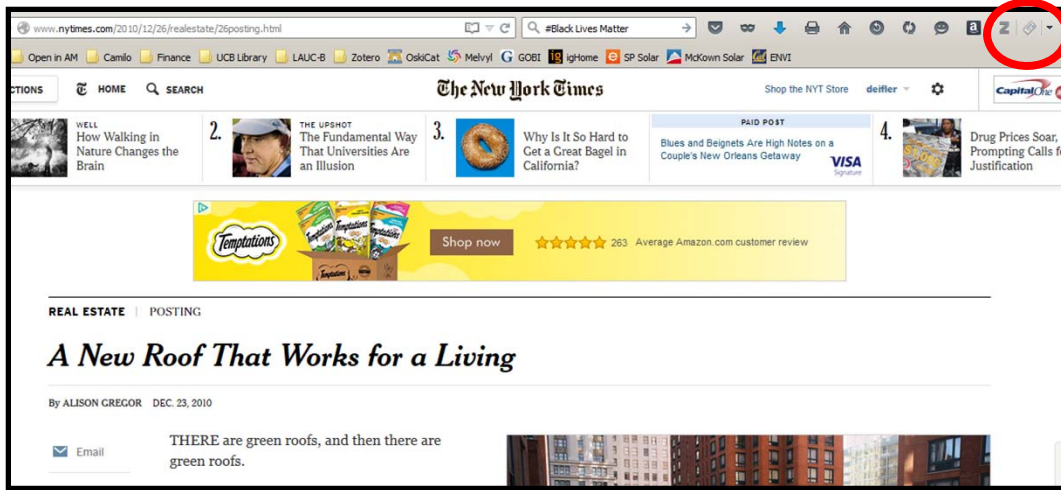 www.nytimes.com/2010/12/26/realestate/26posting.html #Black Lives Matter a Z
Open in AM Camilo Finance UCB Library LAUC-B Zotero OskiCat Melvyl G GOBI ig igHome SP Solar McKown Solar ENVI
CTIONS HOME SEARCH The New York Times Shop the NYT Store deifler CapitalOne
WELL
How Walking in
Nature Changes the
Brain
2.
THE UPSHOT
The Fundamental Way
That Universities Are
an Illusion
3.
Why Is It So Hard to
Get a Great Bagel in
California?
PAID POST
Blues and Beignets Are High Notes on a
Couple's New Orleans Getaway
VISA
Signature
4.
Drug Prices Soar,
Prompting Calls f
Justification
Temptations Shop now 263 Average Amazon.com customer review
REAL ESTATE | POSTING
A New Roof That Works for a Living
By ALISON GREGOR DEC. 23, 2010
Email
THERE are green roofs, and then there are
green roofs.